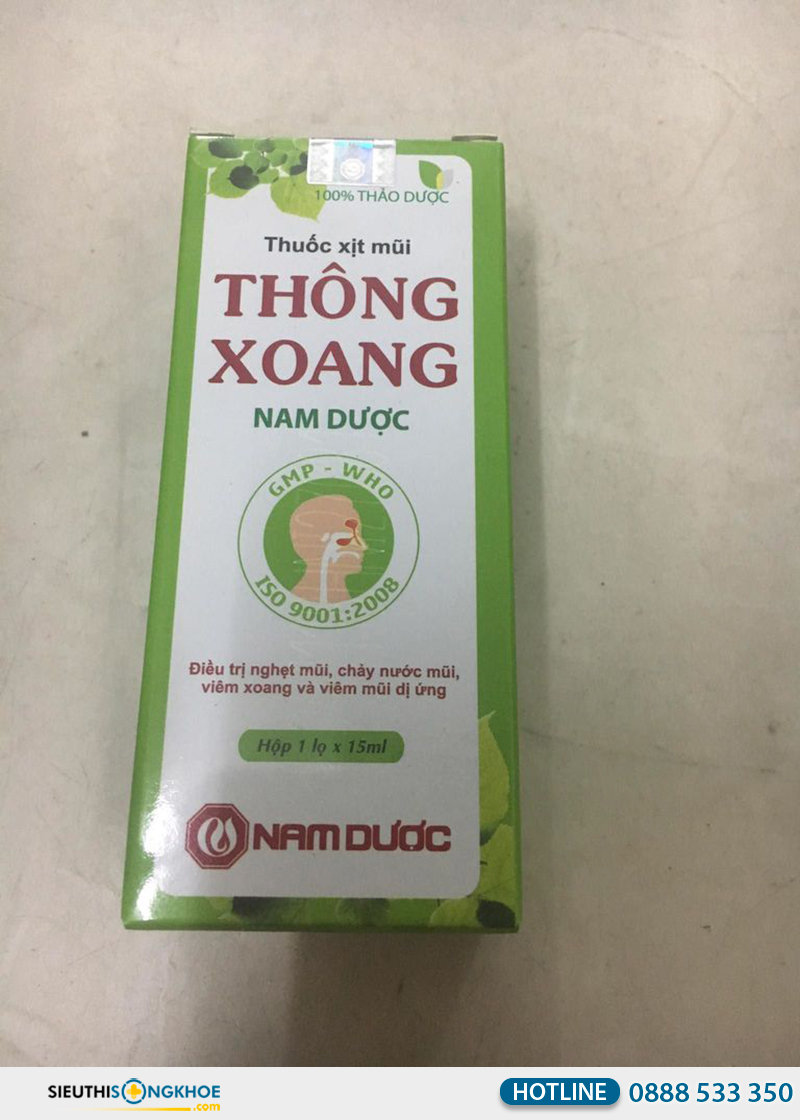 100% THẢO DƯỢC
Thuốc xịt mũi
THÔNG
XOANG
NAM DƯỢC
GMP - WHO
ISO 9001:2008
Điều trị nghẹt mũi, chảy nước mũi,
viêm xoang và viêm mũi dị ứng
Hộp 1 lọ x 15ml
NAM DƯỢC
SIEUTHISONGKHOE
.com
HOTLINE 0888 533 350